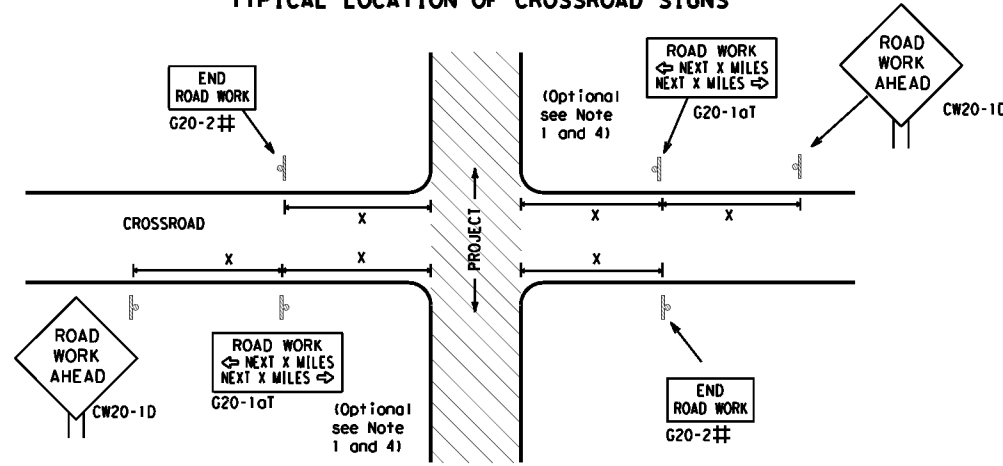 TYPICAL LOCATION OF CROSSROAD SIGNS
ROAD
WORK
AHEAD
CW20-1D
ROAD WORK
⇦ NEXT X MILES
NEXT X MILES ⇨
G20-1aT
(Optional
see Note
1 and 4)
END
ROAD WORK
G20-2#
X
X
X
CROSSROAD
PROJECT
X
X
X
ROAD
WORK
AHEAD
CW20-1D
ROAD WORK
⇦ NEXT X MILES
NEXT X MILES ⇨
G20-1aT
(Optional
see Note
1 and 4)
END
ROAD WORK
G20-2#